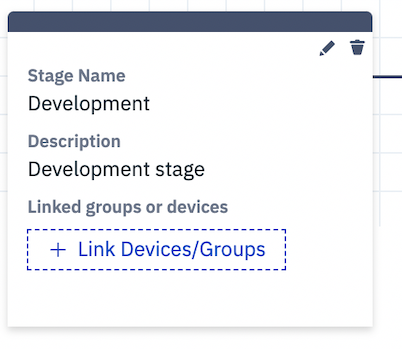 Stage Name
Development
Description
Development stage
Linked groups or devices
+ Link Devices/Groups